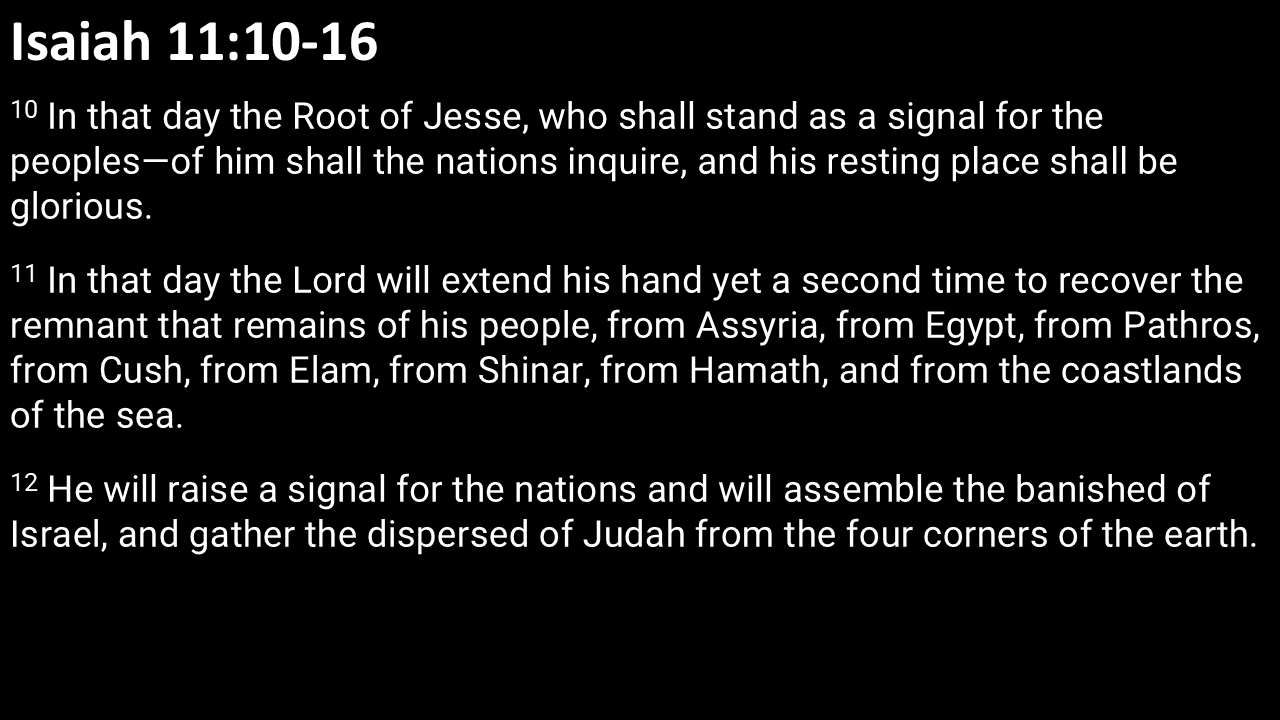 Isaiah 11:10-16
10 In that day the Root of Jesse, who shall stand as a signal for the
peoples—of him shall the nations inquire, and his resting place shall be
glorious.
11 In that day the Lord will extend his hand yet a second time to recover the
remnant that remains of his people, from Assyria, from Egypt, from Pathros,
from Cush, from Elam, from Shinar, from Hamath, and from the coastlands
of the sea.
12 He will raise a signal for the nations and will assemble the banished of
Israel, and gather the dispersed of Judah from the four corners of the earth.